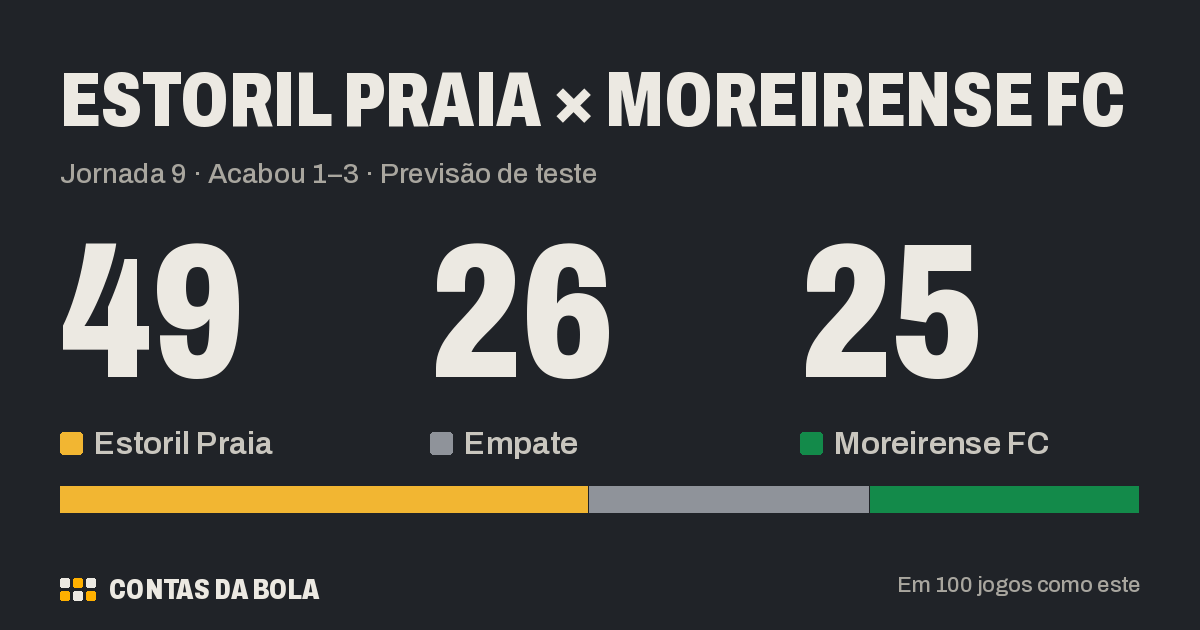 ESTORIL PRAIA × MOREIRENSE FC
Jornada 9 · Acabou 1–3 · Previsão de teste
49 26 25
Estoril Praia Empate Moreirense FC
CONTAS DA BOLA
Em 100 jogos como este